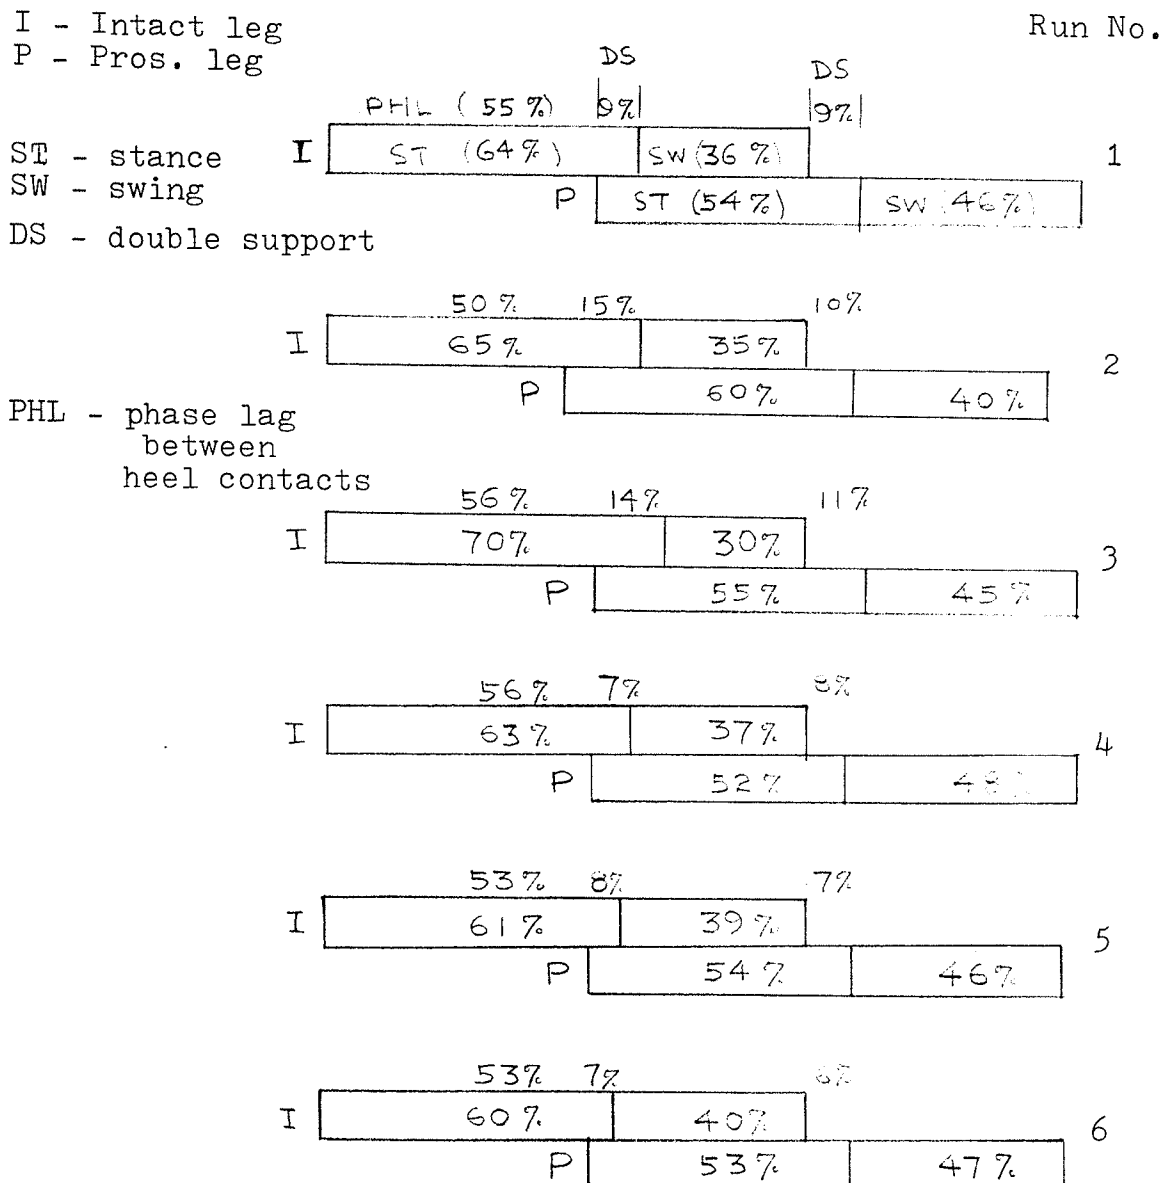 I - Intact leg
Run No.
P - Pros. leg
DS
DS
PHL (55%)
9%
9%
ST - stance
I
ST (64%)
SW (36%)
1
SW - swing
P
ST (54%)
SW (46%)
DS - double support
50% 15% 10%
I 65% 35% 2
P 60% 40%
PHL - phase lag
between
heel contacts
56% 14% 11%
I 70% 30% 3
P 55% 45%
56% 7% 8%
I 63% 37% 4
P 52% 48%
53% 8% 7%
I 61% 39% 5
P 54% 46%
53% 7% 6%
I 60% 40% 6
P 53% 47%